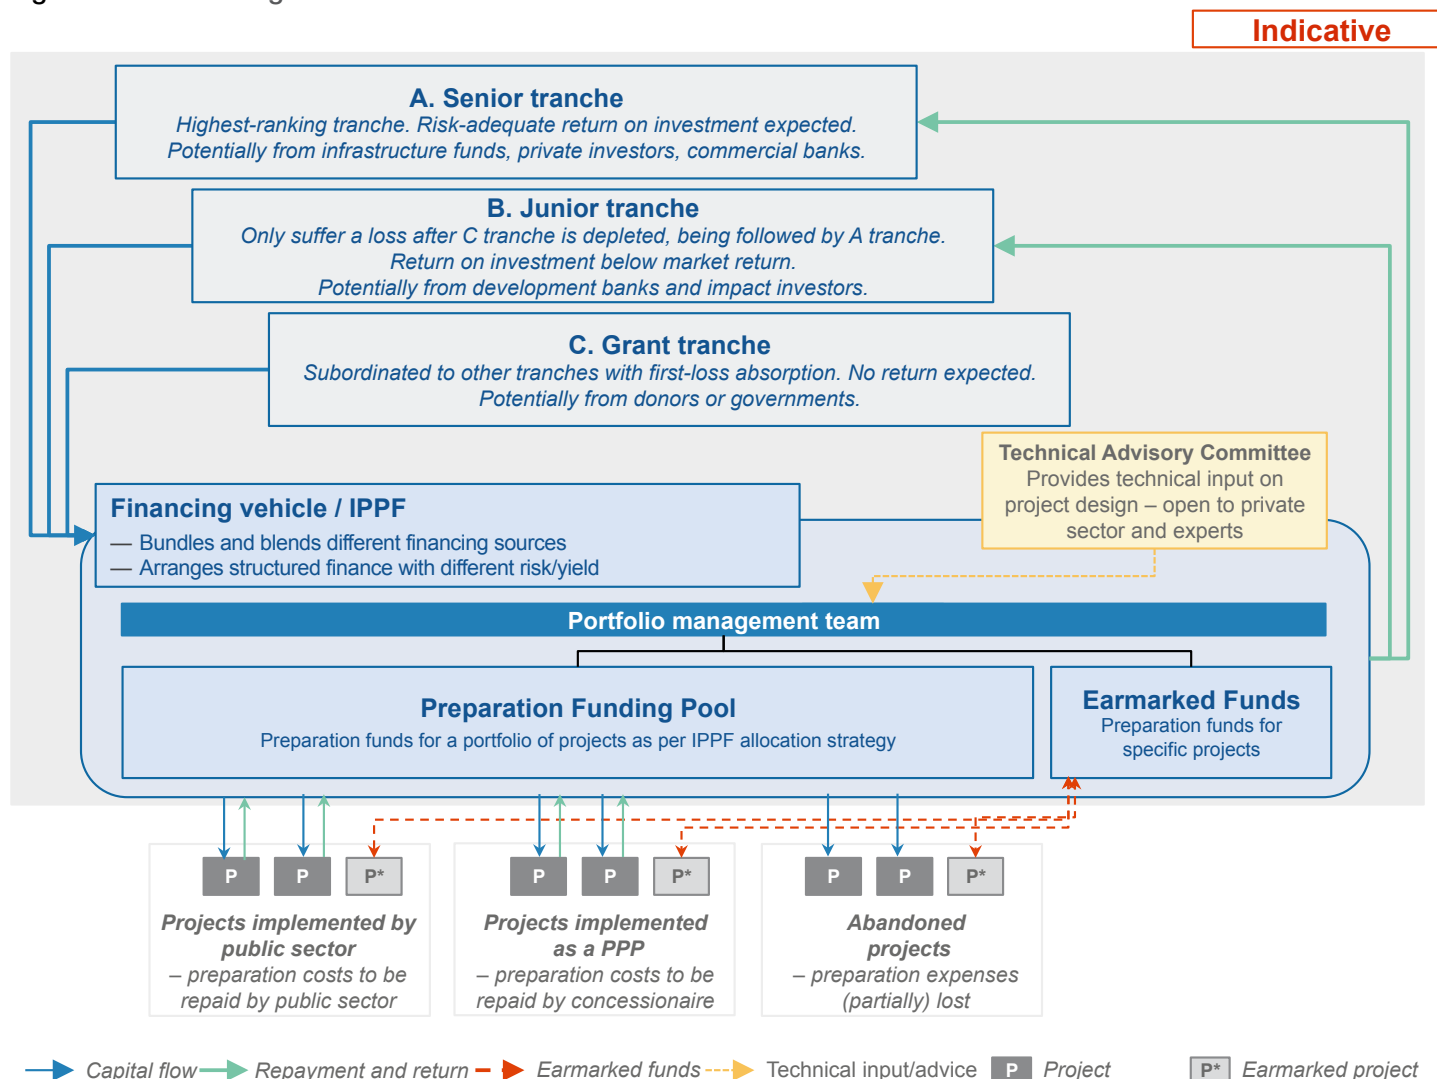 Indicative
A. Senior tranche
Highest-ranking tranche. Risk-adequate return on investment expected.
Potentially from infrastructure funds, private investors, commercial banks.
B. Junior tranche
Only suffer a loss after C tranche is depleted, being followed by A tranche.
Return on investment below market return.
Potentially from development banks and impact investors.
C. Grant tranche
Subordinated to other tranches with first-loss absorption. No return expected.
Potentially from donors or governments.
Technical Advisory Committee
Provides technical input on
project design – open to private
sector and experts
Financing vehicle / IPPF
— Bundles and blends different financing sources
— Arranges structured finance with different risk/yield
Portfolio management team
Preparation Funding Pool
Preparation funds for a portfolio of projects as per IPPF allocation strategy
Earmarked Funds
Preparation funds for
specific projects
P P P*
Projects implemented by
public sector
– preparation costs to be
repaid by public sector
P P P*
Projects implemented
as a PPP
– preparation costs to be
repaid by concessionaire
P P P*
Abandoned
projects
– preparation expenses
(partially) lost
Capital flow Repayment and return Earmarked funds Technical input/advice P Project P* Earmarked project